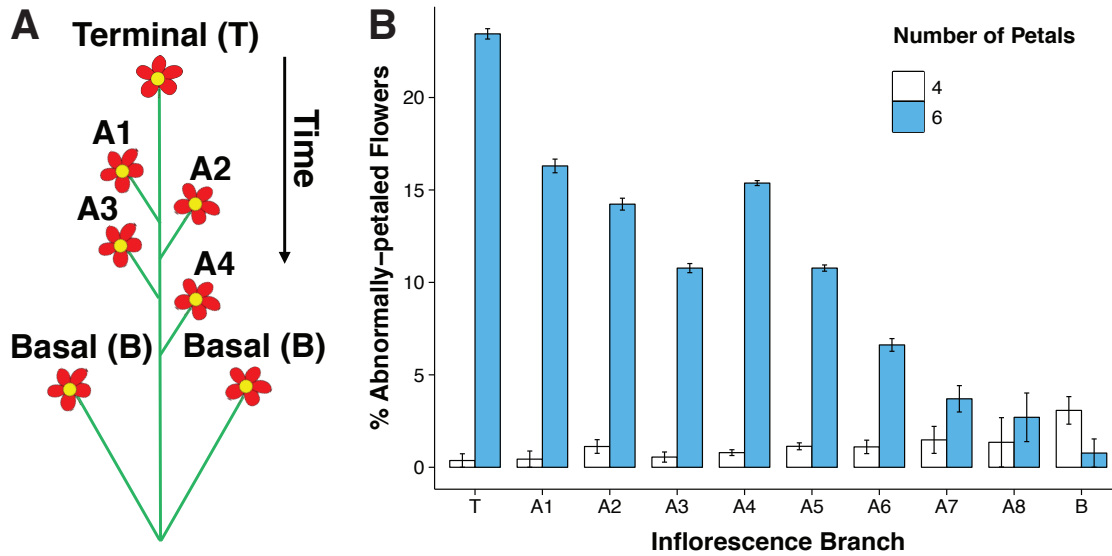 A
Terminal (T)
Time
A1
A2
A3
A4
Basal (B)
Basal (B)
B
% Abnormally-petaled Flowers
20
15
10
5
0
Number of Petals
4
6
T A1 A2 A3 A4 A5 A6 A7 A8 B
Inflorescence Branch